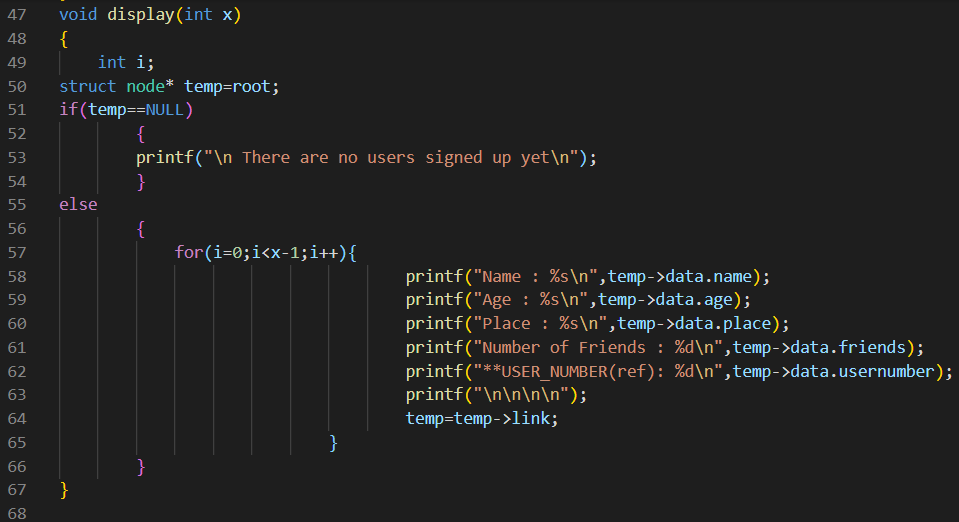 47 void display(int x)
48 {
49 int i;
50 struct node* temp=root;
51 if(temp==NULL)
52 {
53 printf("\n There are no users signed up yet\n");
54 }
55 else
56 {
57 for(i=0;i<x-1;i++){
58 printf("Name : %s\n",temp->data.name);
59 printf("Age : %s\n",temp->data.age);
60 printf("Place : %s\n",temp->data.place);
61 printf("Number of Friends : %d\n",temp->data.friends);
62 printf("**USER_NUMBER(ref): %d\n",temp->data.usernumber);
63 printf("\n\n\n\n");
64 temp=temp->link;
65 }
66 }
67 }
68